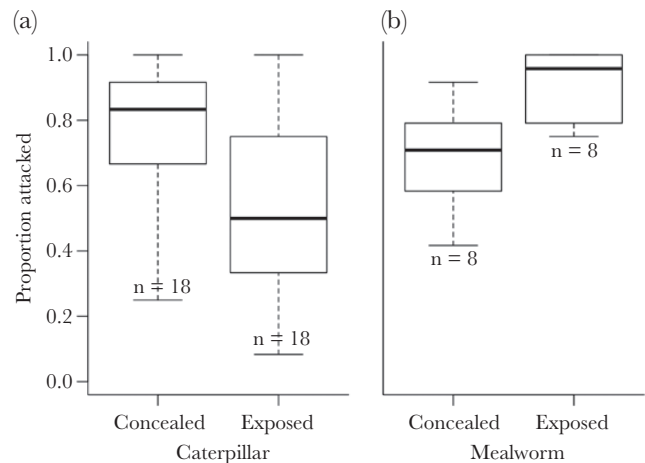 (a)
(b)
Proportion attacked
1.0
0.8
0.6
0.4
0.2
0.0
n = 18
n = 18
n = 8
n = 8
Concealed Exposed
Caterpillar
Concealed Exposed
Mealworm